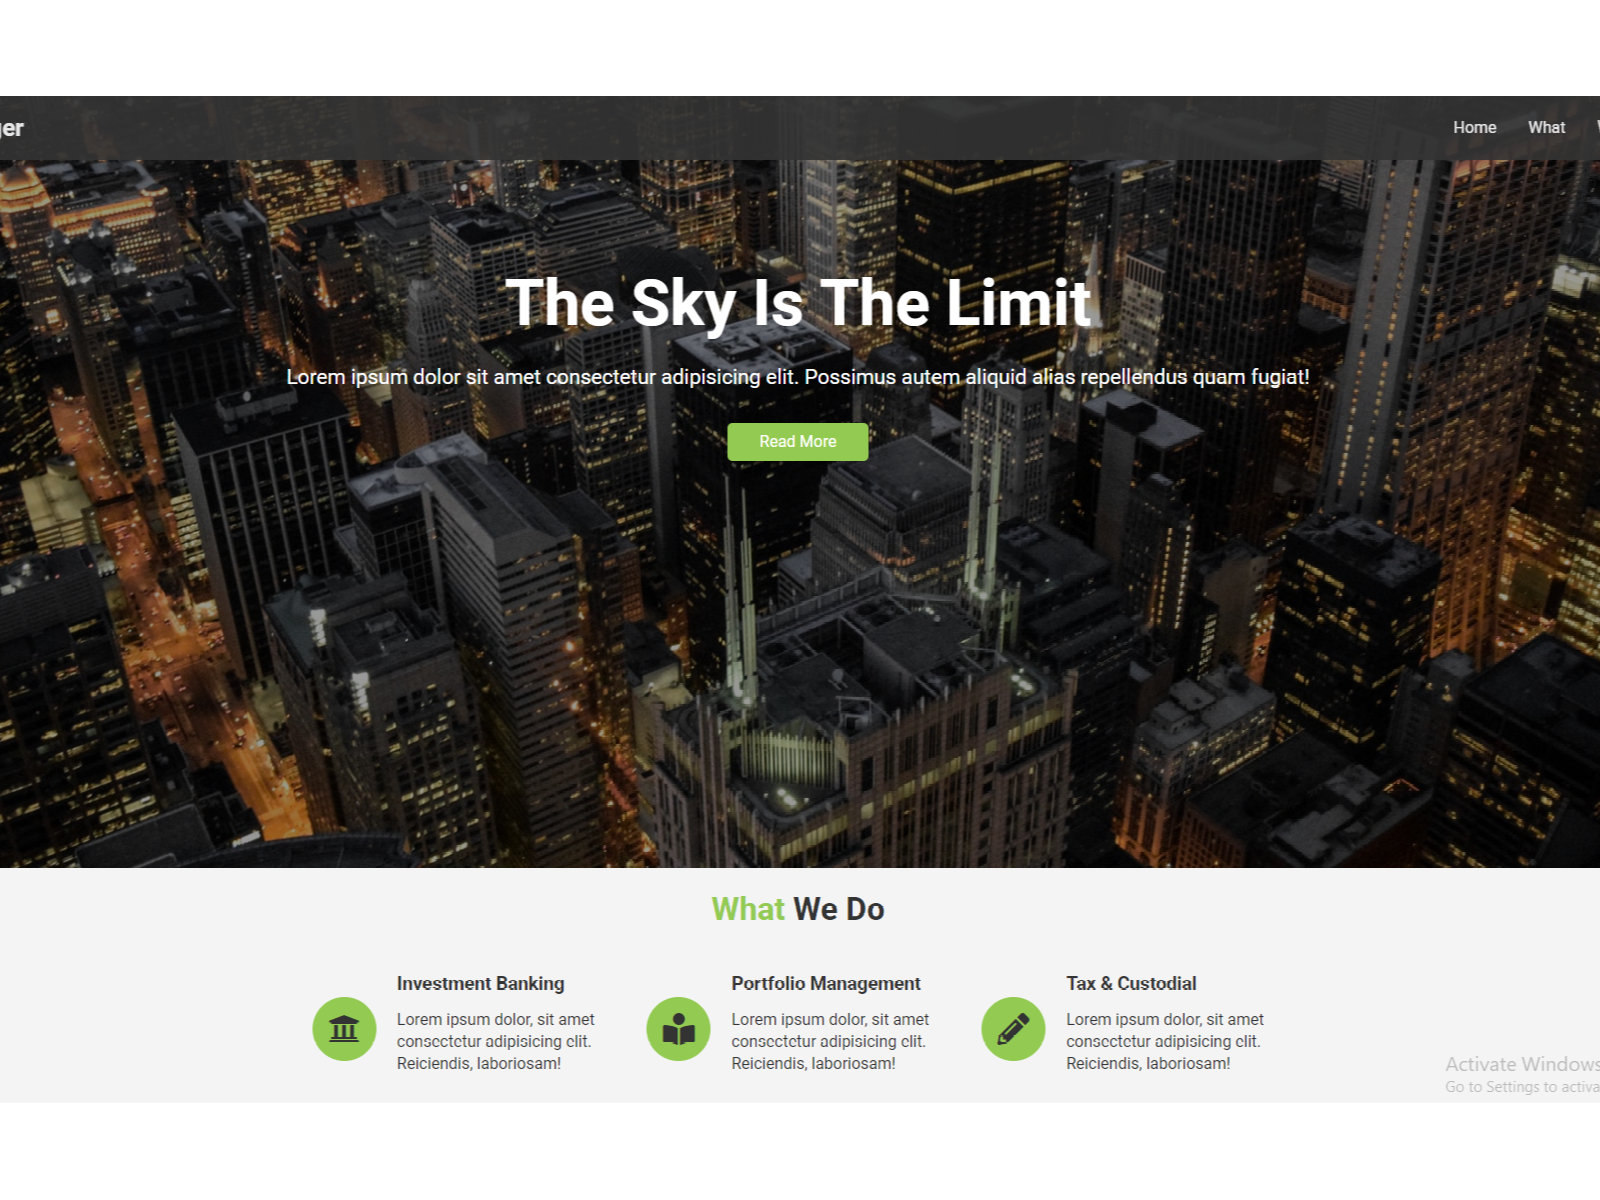 ger
Home What
The Sky Is The Limit
Lorem ipsum dolor sit amet consectetur adipisicing elit. Possimus autem aliquid alias repellendus quam fugiat!
Read More
What We Do
Investment Banking
Lorem ipsum dolor, sit amet
consectetur adipisicing elit.
Reiciendis, laboriosam!
Portfolio Management
Lorem ipsum dolor, sit amet
consectetur adipisicing elit.
Reiciendis, laboriosam!
Tax & Custodial
Lorem ipsum dolor, sit amet
consectetur adipisicing elit.
Reiciendis, laboriosam!
Activate Windows
Go to Settings to activa